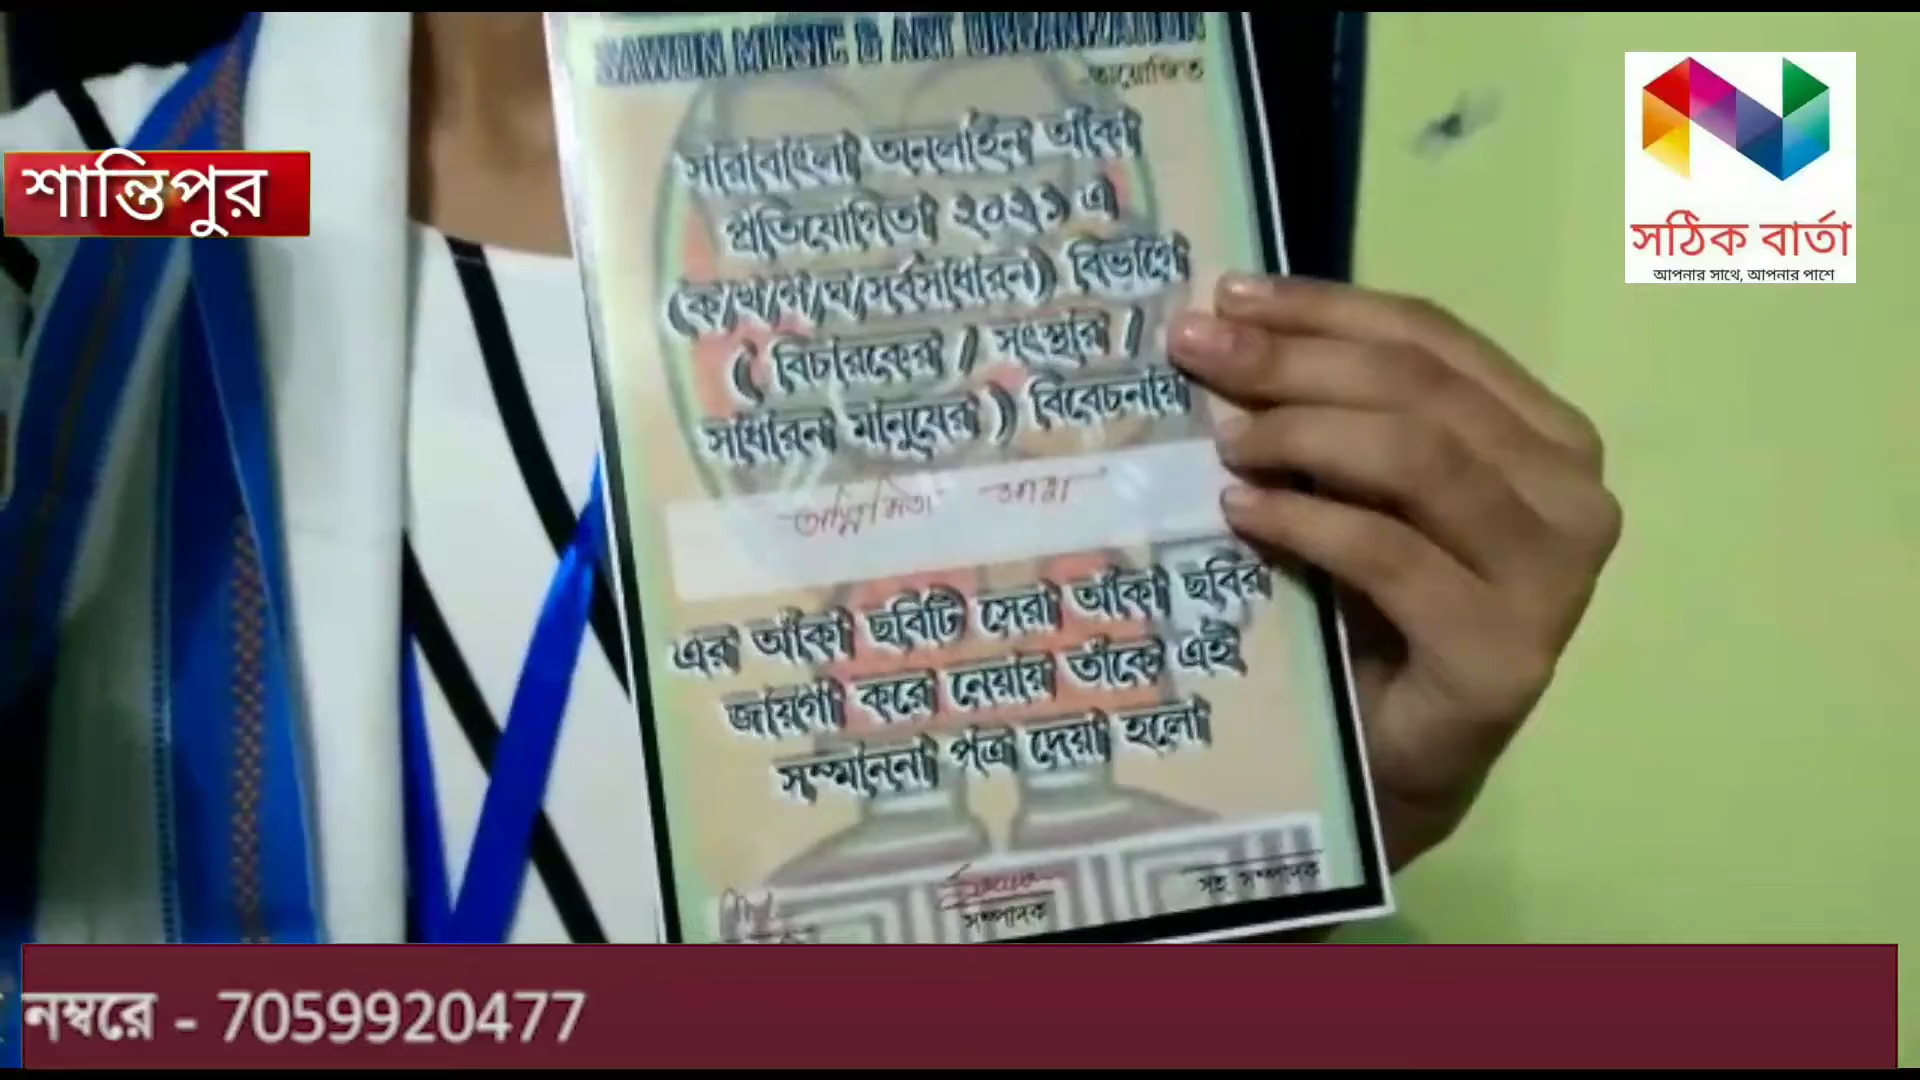 SAWON MUSIC & ART ORGANIZATION
আয়োজিত
সারাবাংলা অনলাইন আঁকা
প্রতিযোগিতা ২০২১ এ
(ক/খ/গ/ঘ/সর্বসাধারন) বিভাগে
( বিচারকের / সংস্থার /
সাধারন মানুষের ) বিবেচনায়
এর আঁকা ছবিটি সেরা আঁকা ছবির
জায়গা করে নেয়ায় তাঁকে এই
সম্মাননা পত্র দেয়া হলো
সম্পাদক
সহ সম্পাদক
শান্তিপুর
সঠিক বার্তা
আপনার সাথে, আপনার পাশে
নম্বরে - 7059920477